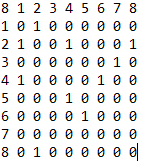 8 1 2 3 4 5 6 7 8
1 0 1 0 0 0 0 0 0
2 1 0 0 1 0 0 0 1
3 0 0 0 0 0 0 1 0
4 1 0 0 0 0 1 0 0
5 0 0 0 1 0 0 0 0
6 0 0 0 0 1 0 0 0
7 0 0 0 0 0 0 0 0
8 0 1 0 0 0 0 0 0